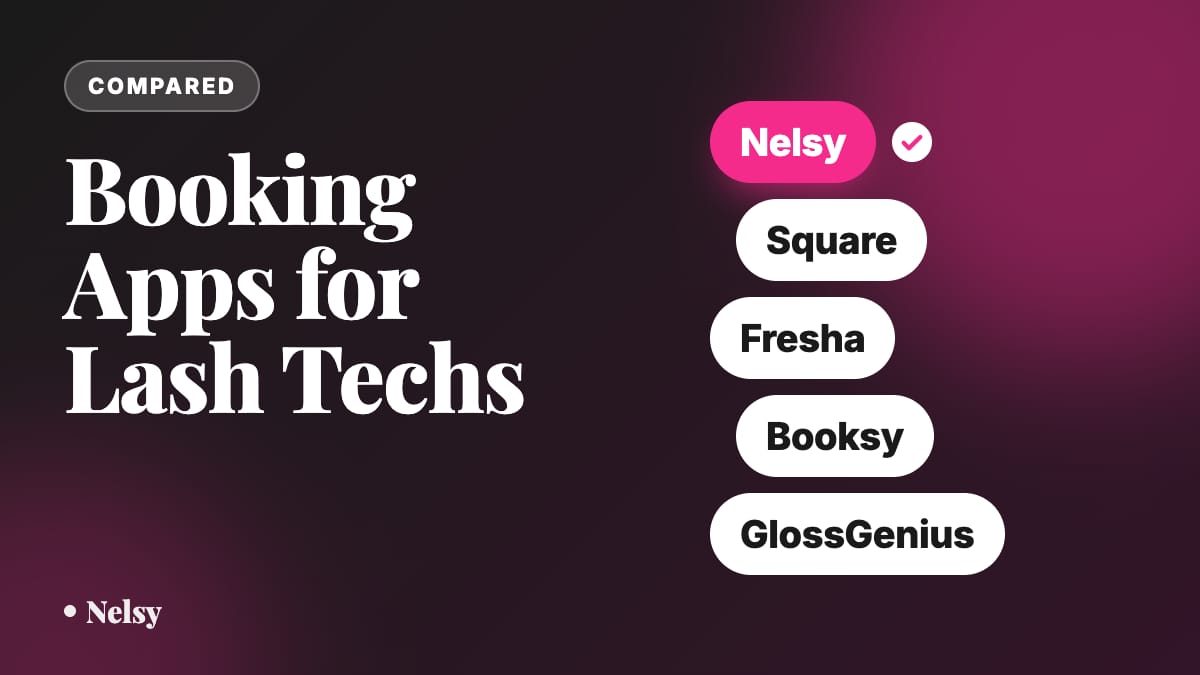 COMPARED
Booking
Apps for
Lash Techs
Nelsy
Square
Fresha
Booksy
GlossGenius
• Nelsy